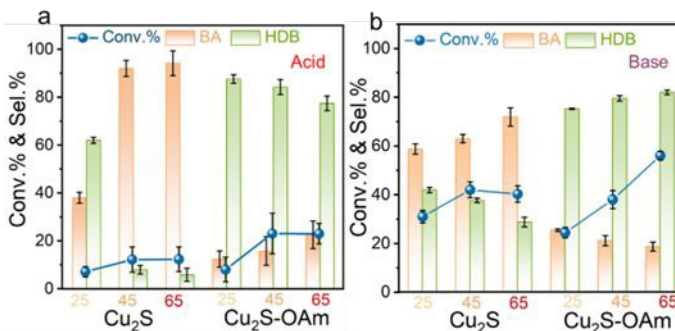 a
Conv.% BA HDB
Acid
Conv.% & Sel.%
100
80
60
40
20
0
25 45 65 25 45 65
Cu₂S Cu₂S-OAm
b
Conv.% BA HDB
Base
Conv.% & Sel.%
100
80
60
40
20
0
25 45 65 25 45 65
Cu₂S Cu₂S-OAm